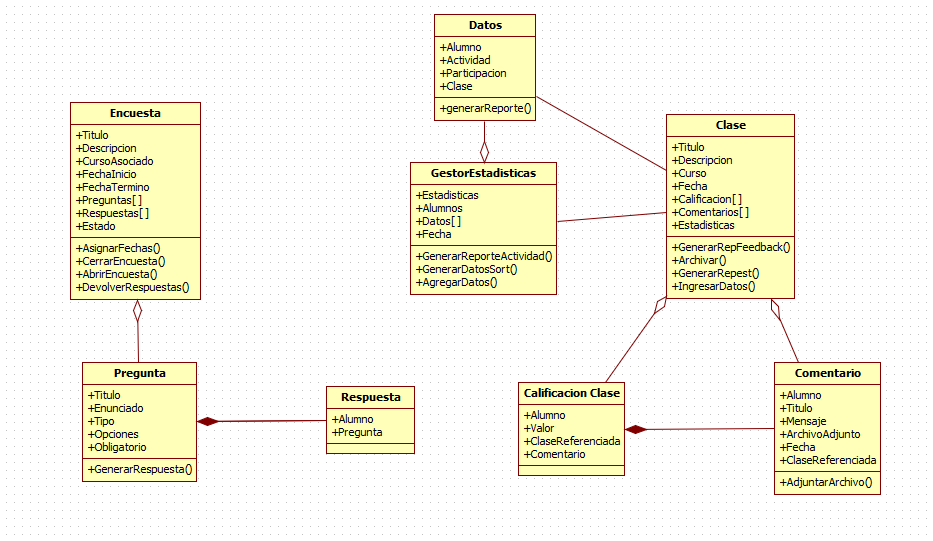 Datos
+Alumno
+Actividad
+Participacion
+Clase
+generarReporte()
Encuesta
+Titulo
+Descripcion
+CursoAsociado
+FechaInicio
+FechaTermino
+Preguntas[]
+Respuestas[]
+Estado
+AsignarFechas()
+CerrarEncuesta()
+AbrirEncuesta()
+DevolverRespuestas()
GestorEstadisticas
+Estadisticas
+Alumnos
+Datos[]
+Fecha
+GenerarReporteActividad()
+GenerarDatosSort()
+AgregarDatos()
Clase
+Titulo
+Descripcion
+Curso
+Fecha
+Calificacion[]
+Comentarios[]
+Estadisticas
+GenerarRepFeedback()
+Archivar()
+GenerarRepest()
+IngresarDatos()
Pregunta
+Titulo
+Enunciado
+Tipo
+Opciones
+Obligatorio
+GenerarRespuesta()
Respuesta
+Alumno
+Pregunta
Calificacion Clase
+Alumno
+Valor
+ClaseReferenciada
+Comentario
Comentario
+Alumno
+Titulo
+Mensaje
+ArchivoAdjunto
+Fecha
+ClaseReferenciada
+AdjuntarArchivo()